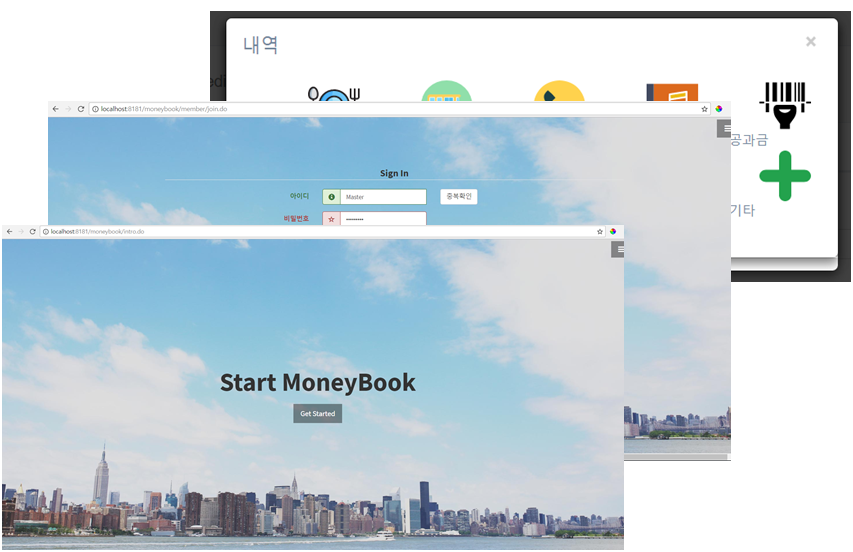 내역
×
edi
localhost:8181/moneybook/member/join.do
공과금
Sign In
아이디
Master
중복확인
비밀번호
기타
localhost:8181/moneybook/intro.do
Start MoneyBook
Get Started